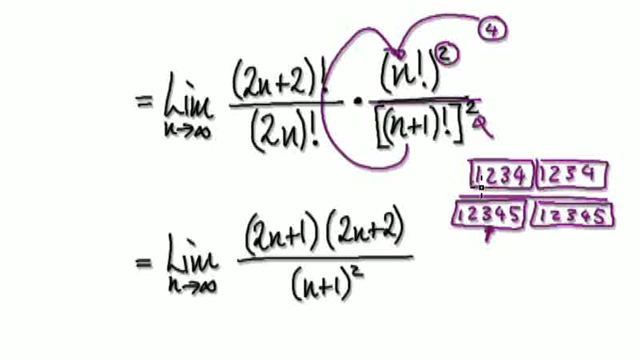 4
= Lim n→∞ (2n+2)! / (2n)! • (n!)² / [(n+1)!]²
1234 1234
12345 12345
= Lim n→∞ (2n+1)(2n+2) / (n+1)²